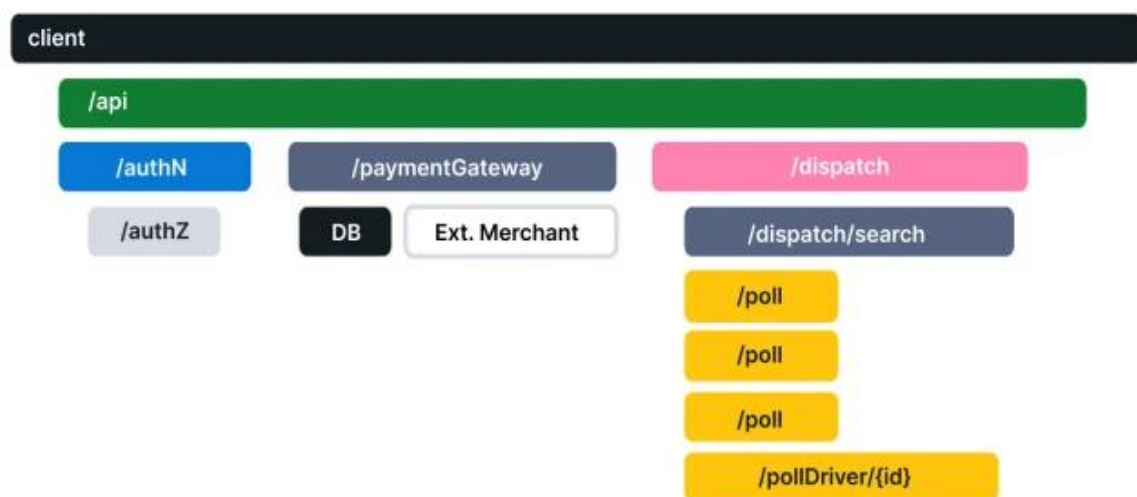 client
/api
/authN /paymentGateway /dispatch
/authZ DB Ext. Merchant /dispatch/search
/poll
/poll
/poll
/pollDriver/{id}